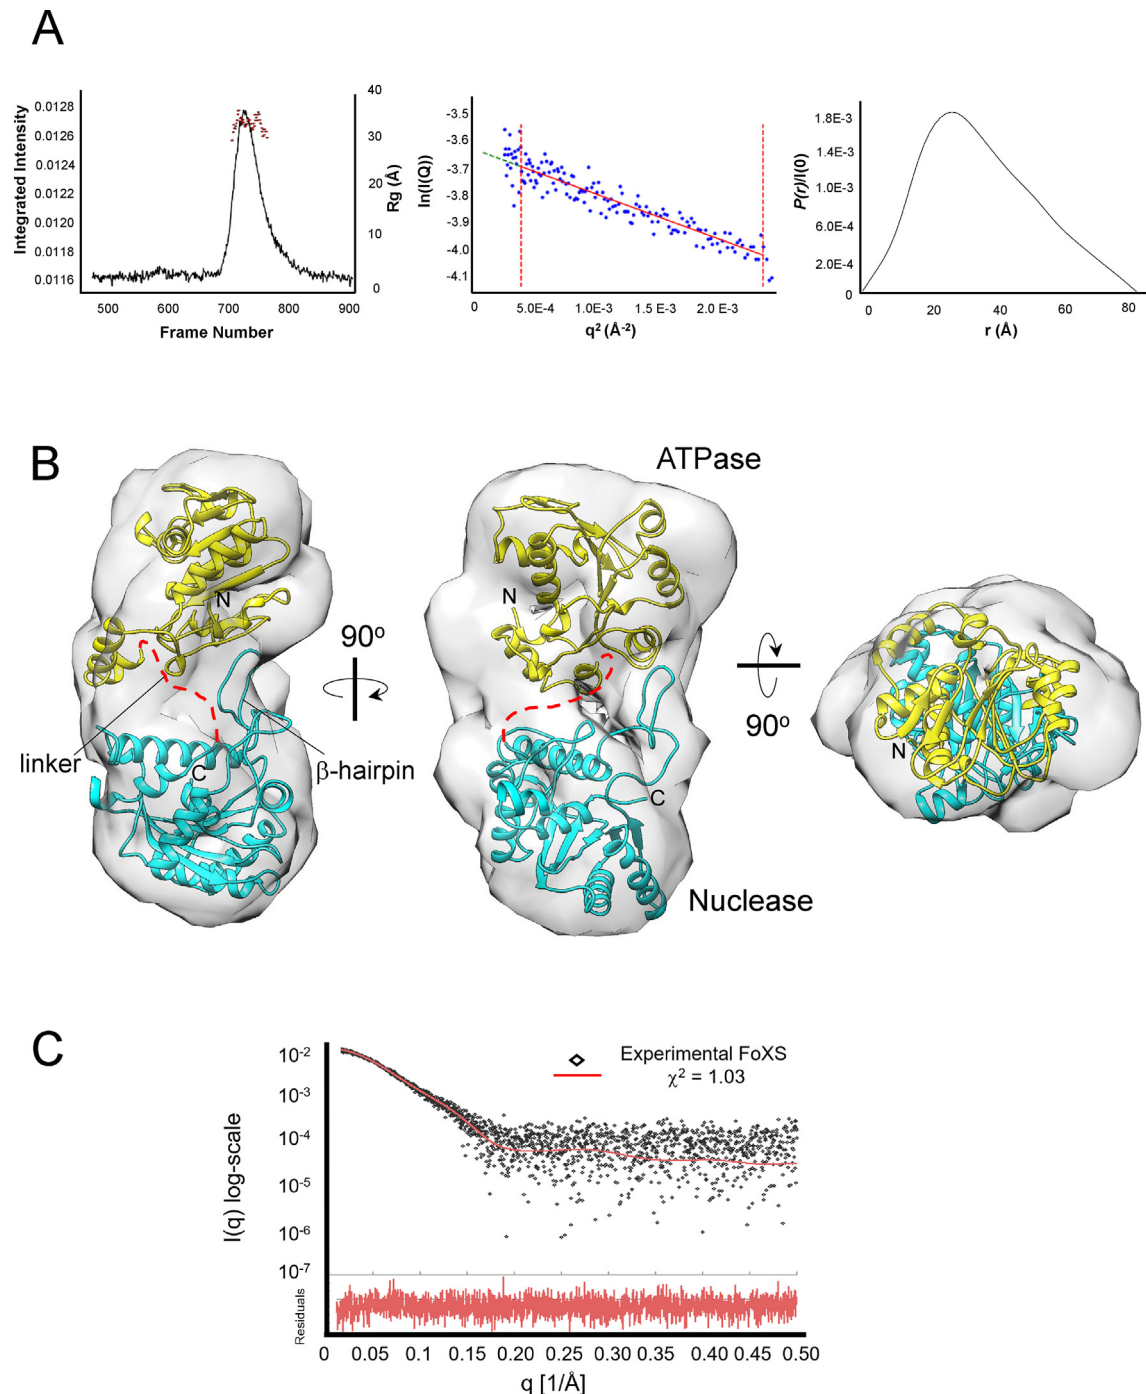 A
Integrated Intensity
0.0128
0.0126
0.0124
0.0122
0.0120
0.0118
0.0116
500 600 700 800 900
Frame Number
40
30
20
10
0
Rg (Å)
ln(I(Q))
-3.5
-3.6
-3.7
-3.8
-3.9
-4.0
-4.1
0 5.0E-4 1.0E-3 1.5 E-3 2.0 E-3
q² (Å⁻²)
P(r)/I(0)
1.8E-3
1.4E-3
1.0E-3
6.0E-4
2.0E-4
0
0 20 40 60 80
r (Å)
B
ATPase
N
N
N
90º
90º
linker
C
β-hairpin
C
Nuclease
C
I(q) log-scale
10⁻²
10⁻³
10⁻⁴
10⁻⁵
10⁻⁶
10⁻⁷
Experimental FoXS
χ² = 1.03
Residuals
0 0.05 0.10 0.15 0.20 0.25 0.30 0.35 0.40 0.45 0.50
q [1/Å]